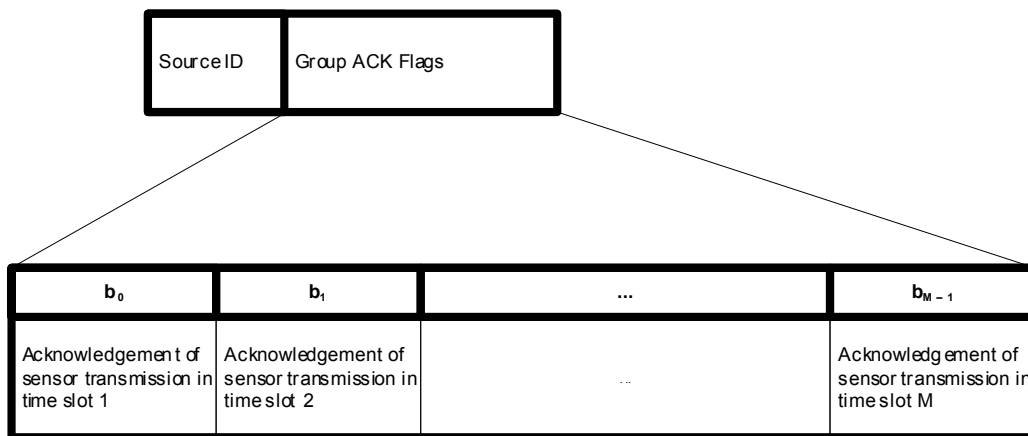 Source ID
Group ACK Flags
b₀
b₁
...
b_M – 1
Acknowledgement of
sensor transmission in
time slot 1
Acknowledgement of
sensor transmission in
time slot 2
...
Acknowledgement of
sensor transmission in
time slot M